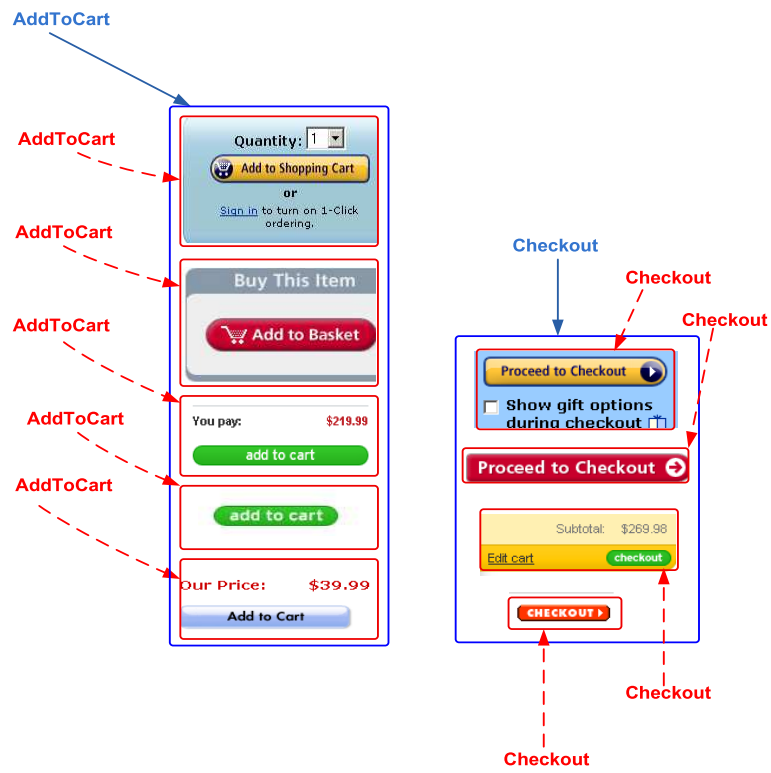 AddToCart
AddToCart
Quantity: 1
Add to Shopping Cart
or
Sign in to turn on 1-Click
ordering.
AddToCart
Buy This Item
Add to Basket
AddToCart
You pay: $219.99
add to cart
AddToCart
add to cart
AddToCart
Our Price: $39.99
Add to Cart
Checkout
Checkout
Checkout
Proceed to Checkout
Show gift options
during checkout
Proceed to Checkout
Subtotal: $269.98
Edit cart checkout
CHECKOUT
Checkout
Checkout